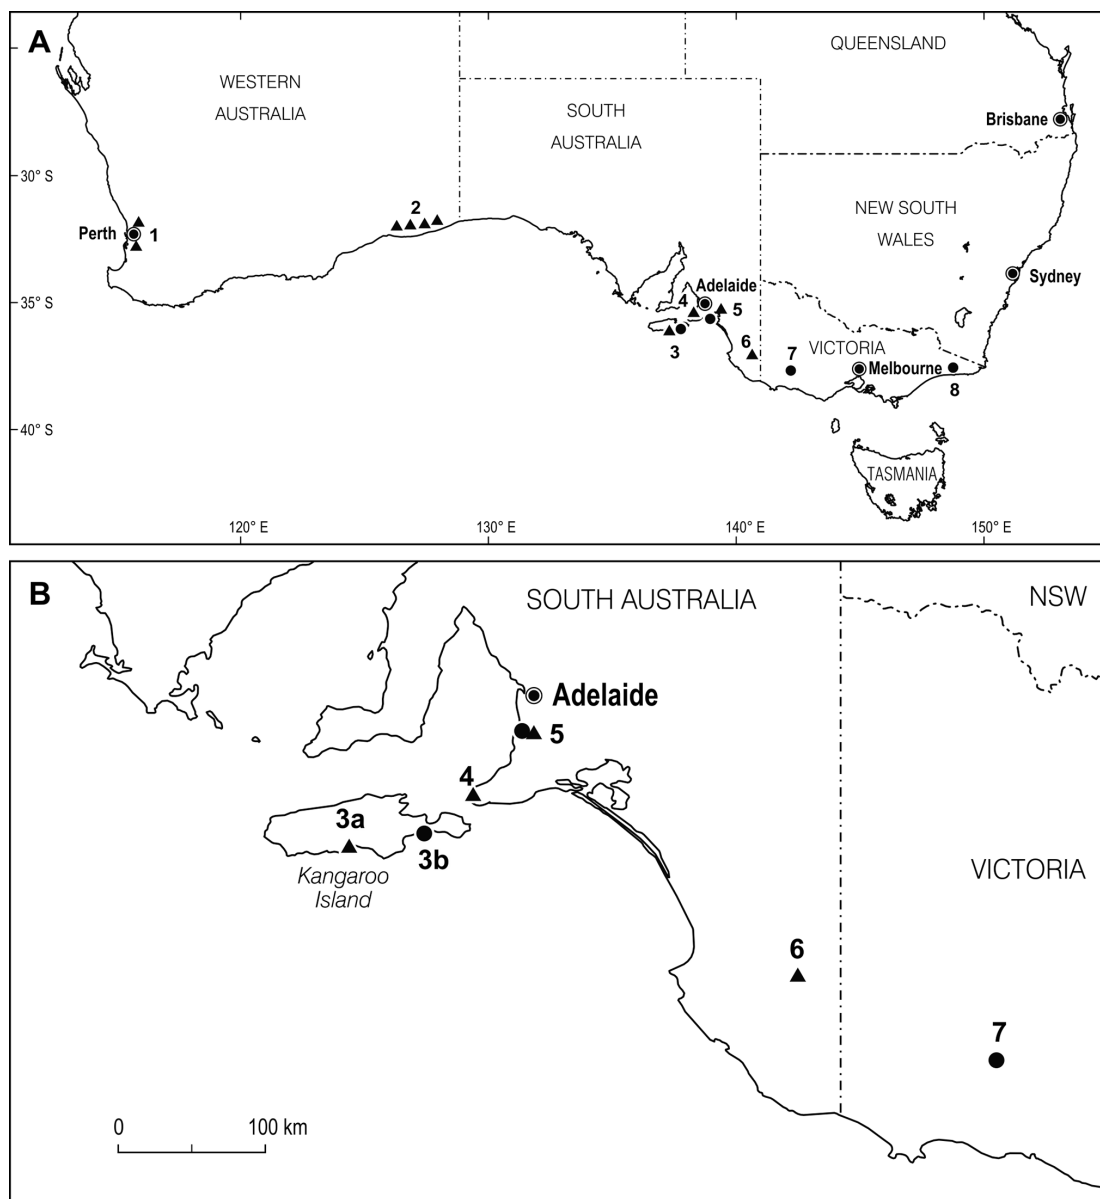 A
QUEENSLAND
WESTERN
AUSTRALIA
SOUTH
AUSTRALIA
Brisbane
30° S
NEW SOUTH
WALES
2
Perth
1
Sydney
Adelaide
35° S
4
5
3
6
7
VICTORIA
Melbourne
8
40° S
TASMANIA
120° E
130° E
140° E
150° E
B
SOUTH AUSTRALIA
NSW
Adelaide
5
4
3a
3b
Kangaroo
Island
VICTORIA
6
7
0
100 km